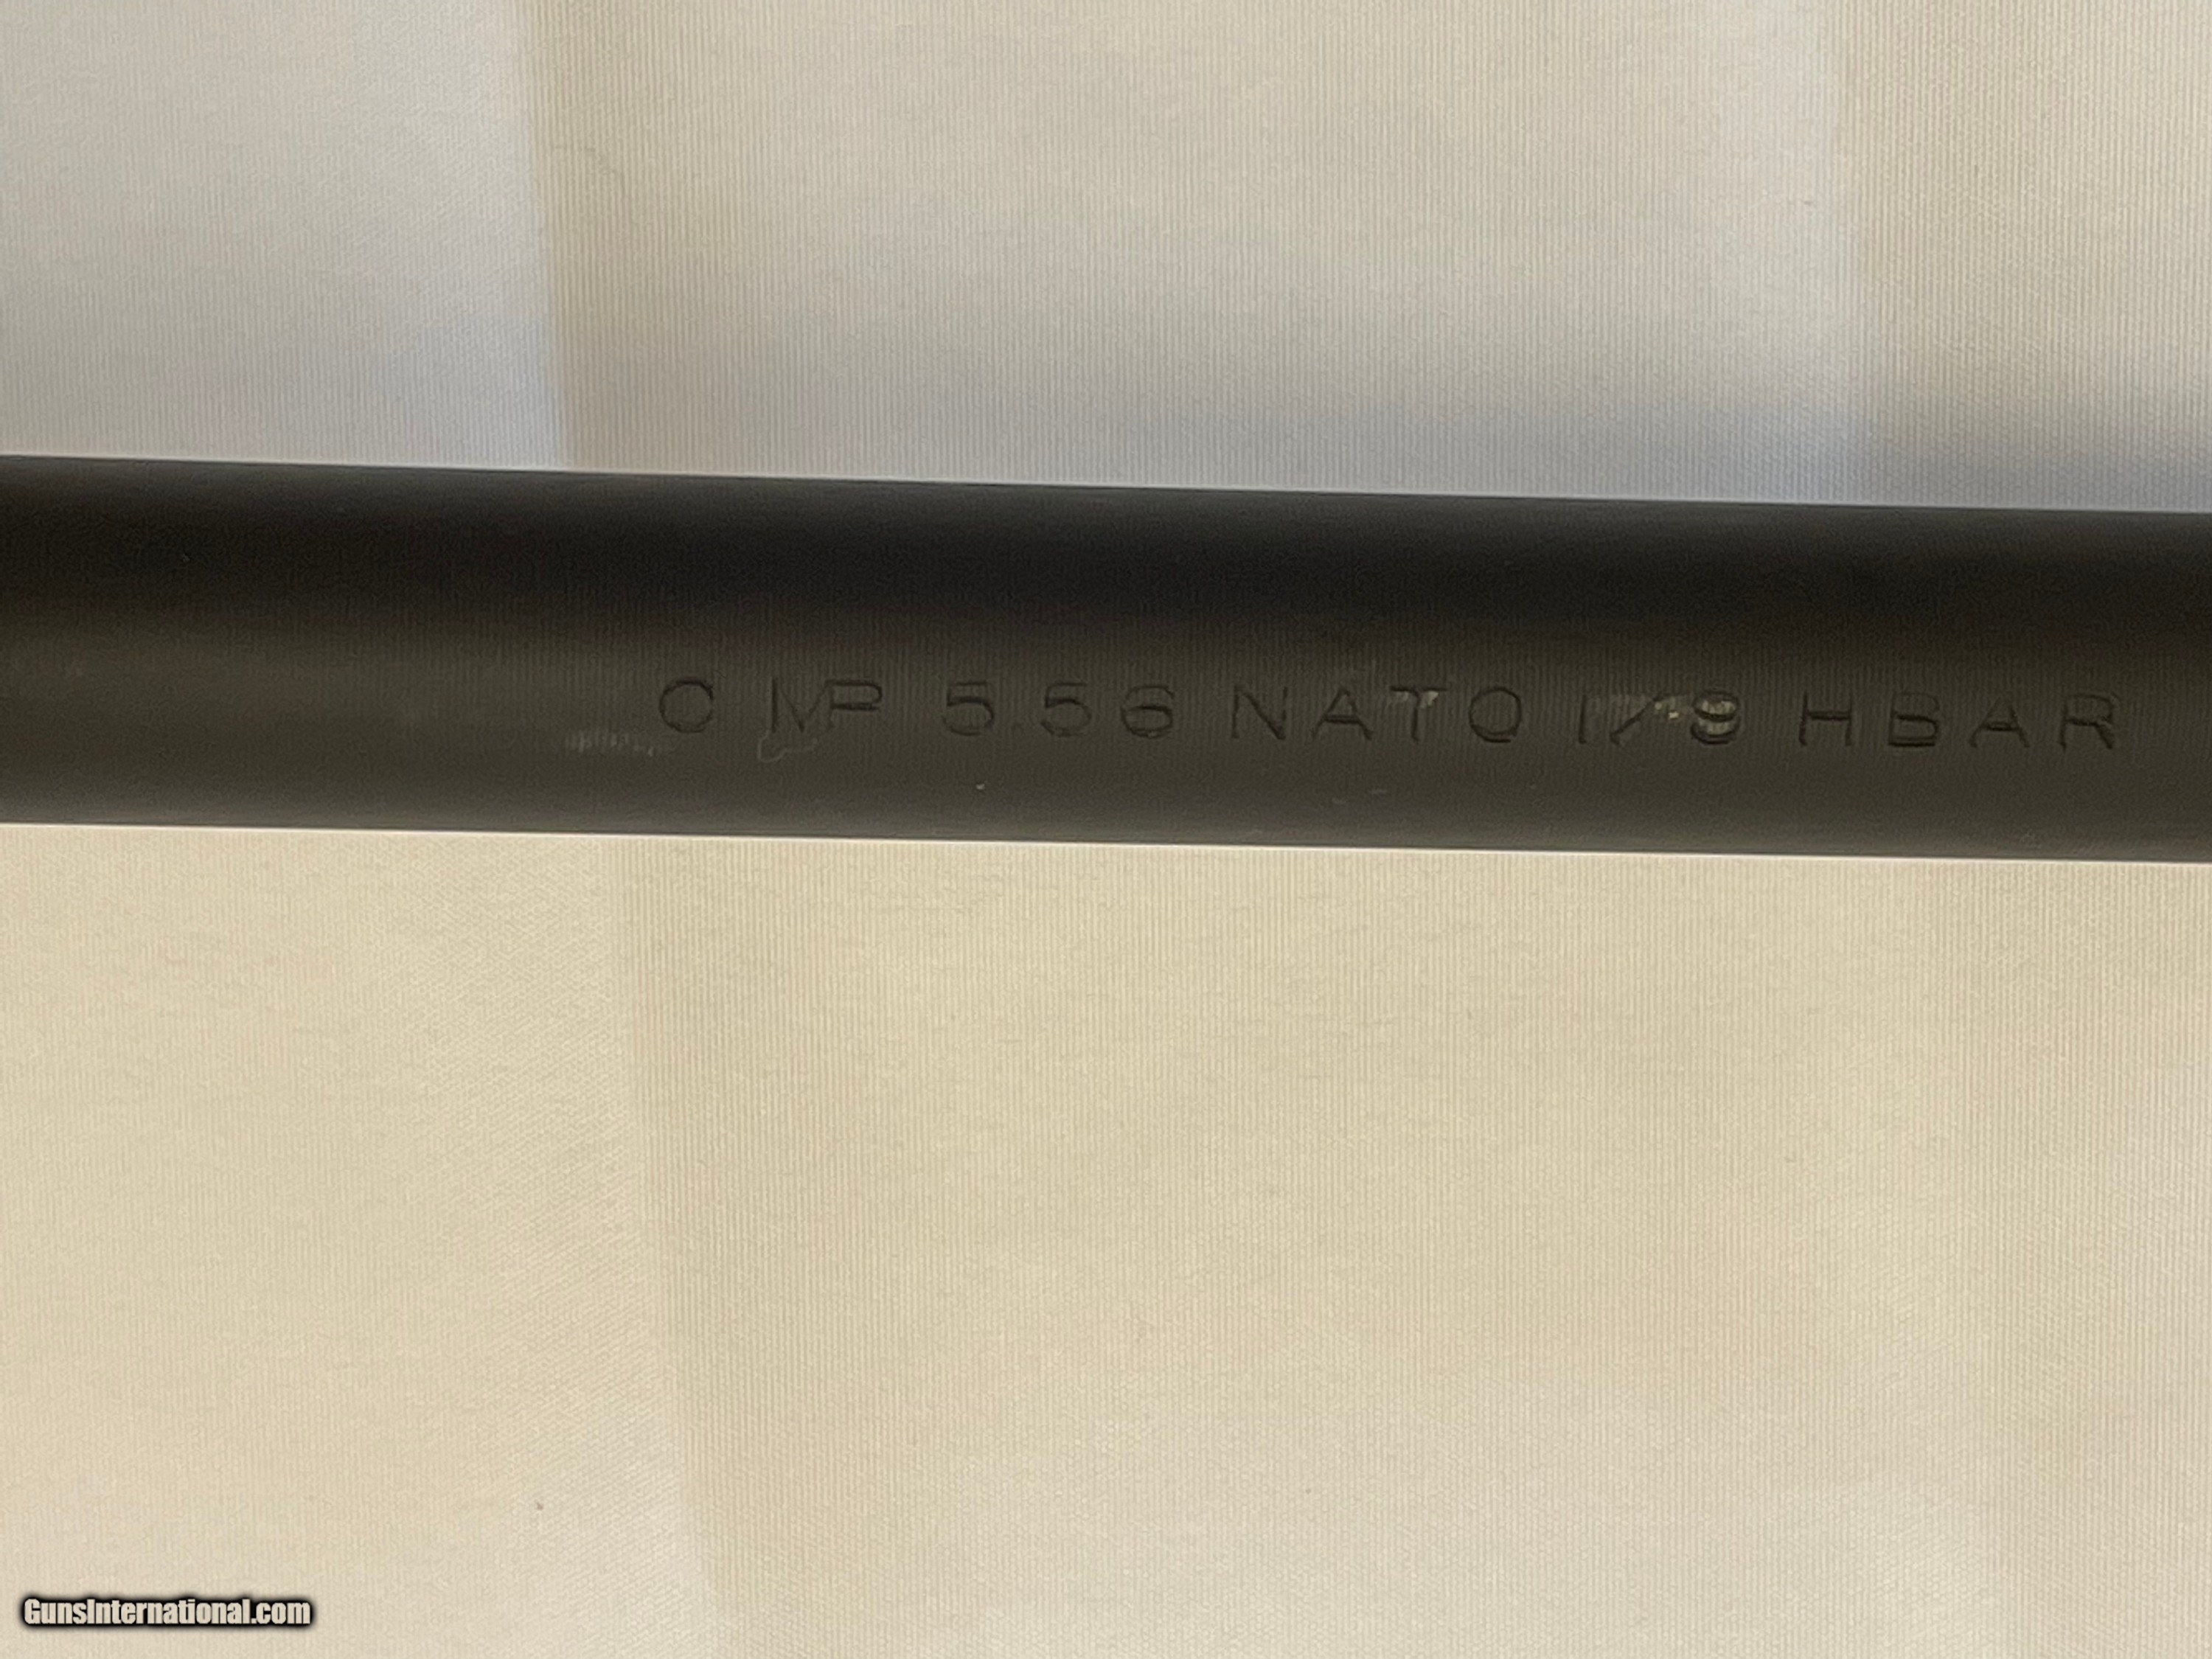 C MP 5.56 NATO 1/9 HBAR
GunsInternational.com